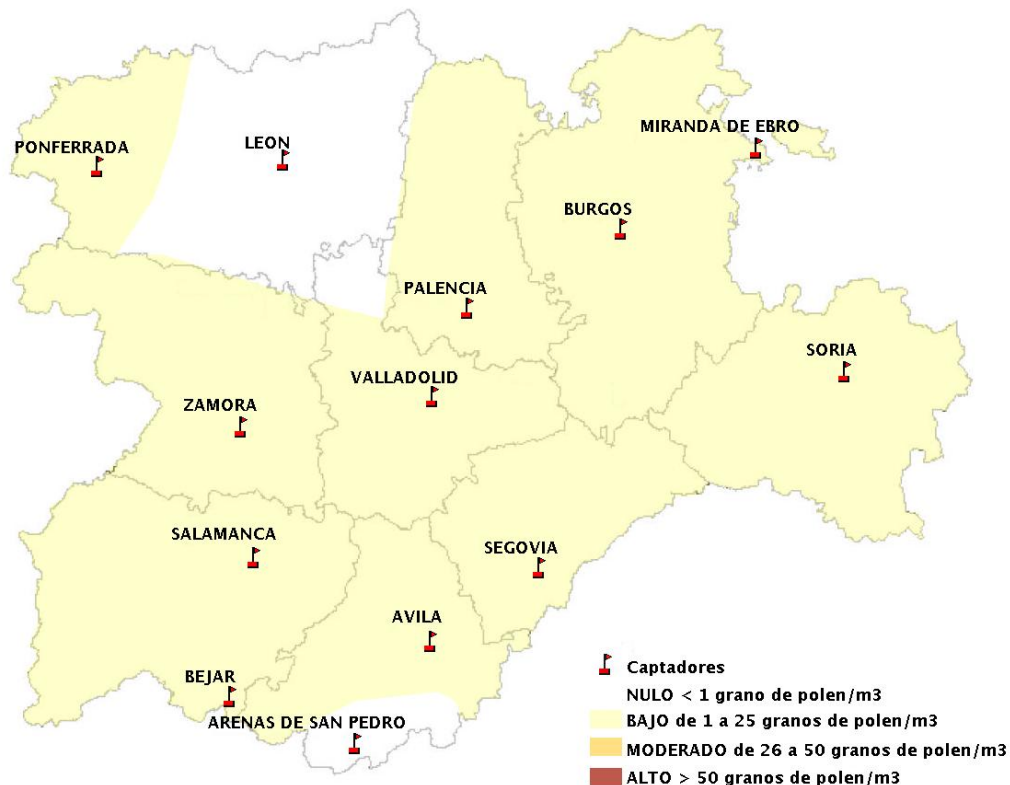 MIRANDA DE EBRO
PONFERRADA
LEON
BURGOS
PALENCIA
SORIA
VALLADOLID
ZAMORA
SALAMANCA
SEGOVIA
AVILA
BEJAR
ARENAS DE SAN PEDRO
Captadores
NULO < 1 grano de polen/m3
BAJO de 1 a 25 granos de polen/m3
MODERADO de 26 a 50 granos de polen/m3
ALTO > 50 granos de polen/m3